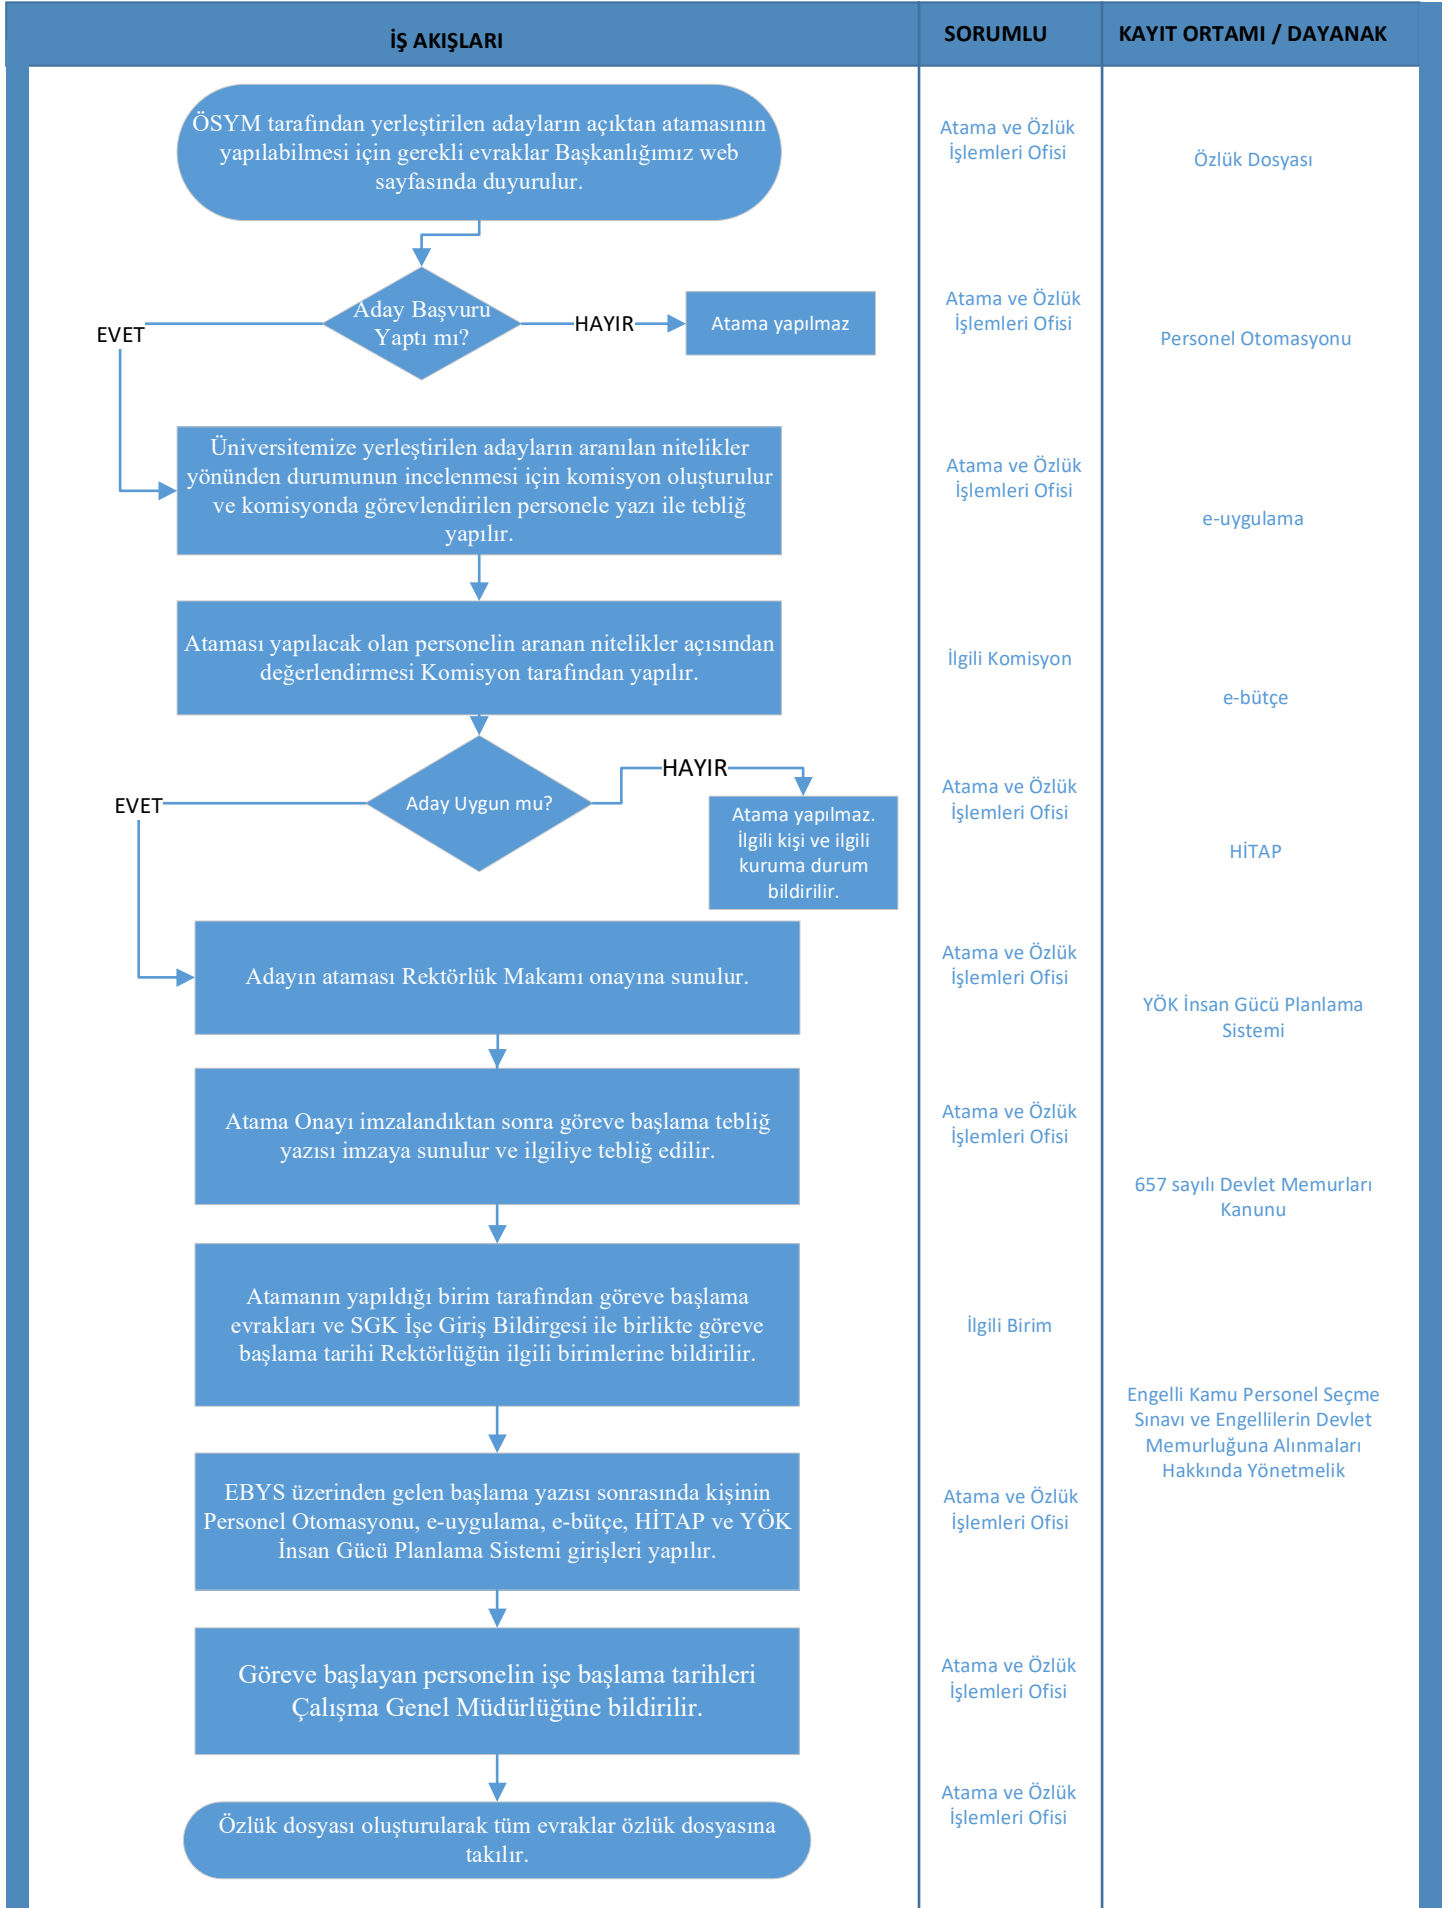 İŞ AKIŞLARI
SORUMLU
KAYIT ORTAMI / DAYANAK
ÖSYM tarafından yerleştirilen adayların açıktan atamasının
yapılabilmesi için gerekli evraklar Başkanlığımız web
sayfasında duyurulur.
Atama ve Özlük
İşlemleri Ofisi
Özlük Dosyası
Aday Başvuru
Yaptı mı?
EVET
HAYIR
Atama yapılmaz
Atama ve Özlük
İşlemleri Ofisi
Personel Otomasyonu
Üniversitemize yerleştirilen adayların aranılan nitelikler
yönünden durumunun incelenmesi için komisyon oluşturulur
ve komisyonda görevlendirilen personele yazı ile tebliğ
yapılır.
Atama ve Özlük
İşlemleri Ofisi
e-uygulama
Ataması yapılacak olan personelin aranan nitelikler açısından
değerlendirmesi Komisyon tarafından yapılır.
İlgili Komisyon
e-bütçe
Aday Uygun mu?
EVET
HAYIR
Atama yapılmaz.
İlgili kişi ve ilgili
kuruma durum
bildirilir.
Atama ve Özlük
İşlemleri Ofisi
HİTAP
Adayın ataması Rektörlük Makamı onayına sunulur.
Atama ve Özlük
İşlemleri Ofisi
YÖK İnsan Gücü Planlama
Sistemi
Atama Onayı imzalandıktan sonra göreve başlama tebliğ
yazısı imzaya sunulur ve ilgiliye tebliğ edilir.
Atama ve Özlük
İşlemleri Ofisi
657 sayılı Devlet Memurları
Kanunu
Atamanın yapıldığı birim tarafından göreve başlama
evrakları ve SGK İşe Giriş Bildirgesi ile birlikte göreve
başlama tarihi Rektörlüğün ilgili birimlerine bildirilir.
İlgili Birim
Engelli Kamu Personel Seçme
Sınavı ve Engellilerin Devlet
Memurluğuna Alınmaları
Hakkında Yönetmelik
EBYS üzerinden gelen başlama yazısı sonrasında kişinin
Personel Otomasyonu, e-uygulama, e-bütçe, HİTAP ve YÖK
İnsan Gücü Planlama Sistemi girişleri yapılır.
Atama ve Özlük
İşlemleri Ofisi
Göreve başlayan personelin işe başlama tarihleri
Çalışma Genel Müdürlüğüne bildirilir.
Atama ve Özlük
İşlemleri Ofisi
Özlük dosyası oluşturularak tüm evraklar özlük dosyasına
takılır.
Atama ve Özlük
İşlemleri Ofisi